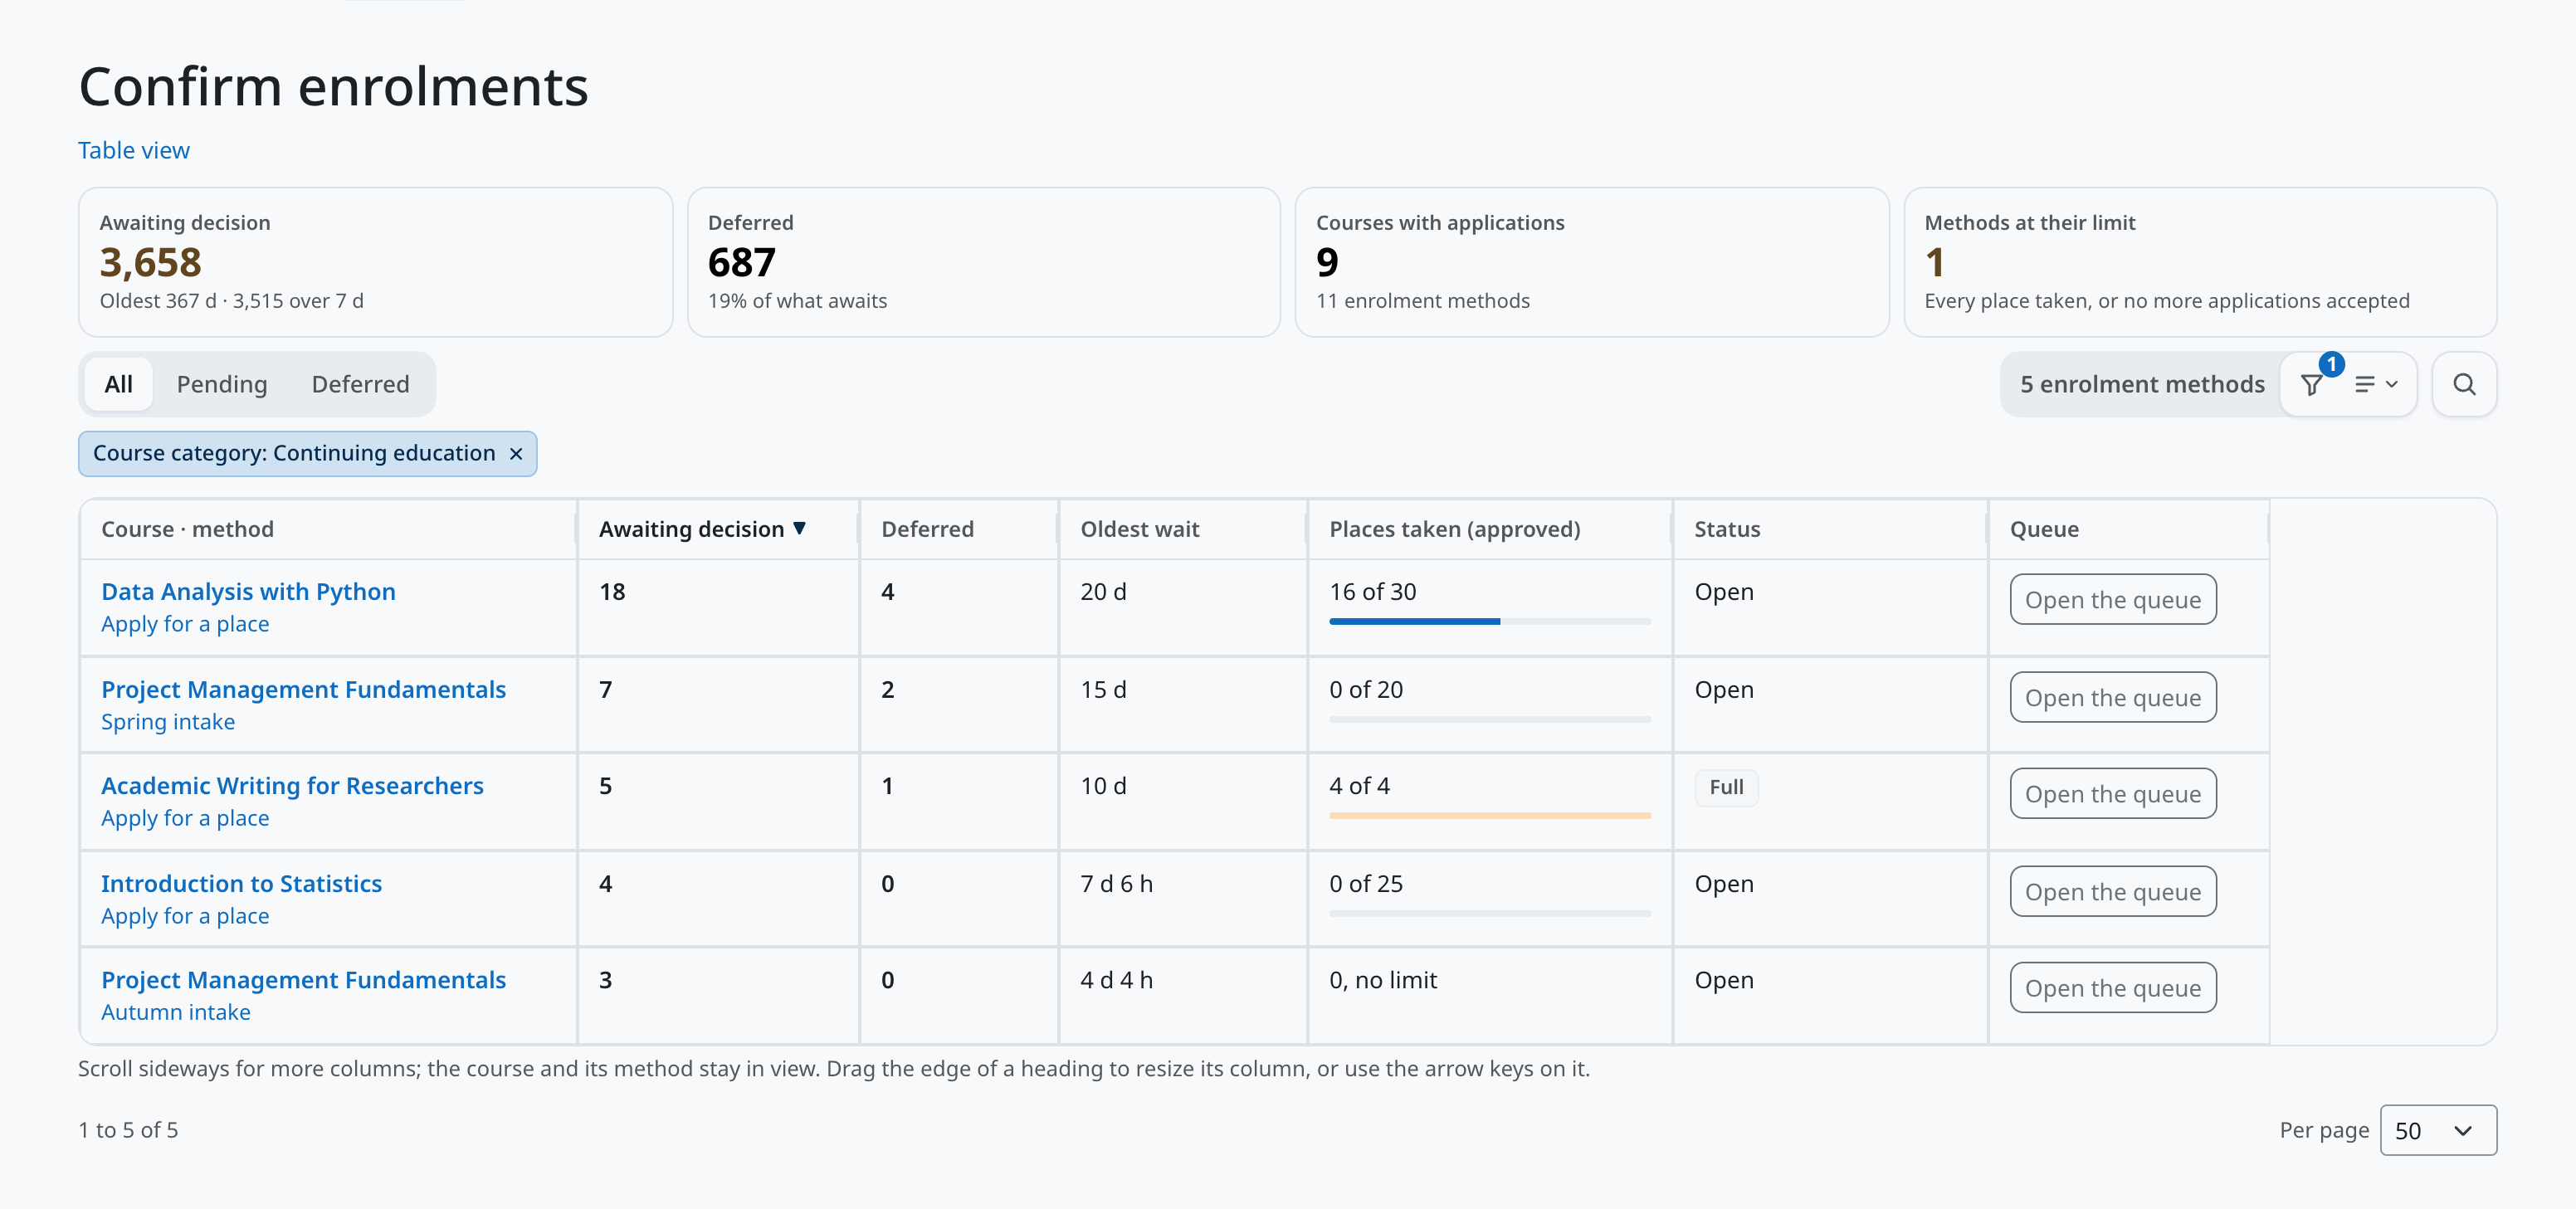 Confirm enrolments
Table view
Awaiting decision
3,658
Oldest 367 d · 3,515 over 7 d
Deferred
687
19% of what awaits
Courses with applications
9
11 enrolment methods
Methods at their limit
1
Every place taken, or no more applications accepted
All Pending Deferred
5 enrolment methods 1
Course category: Continuing education ×
Course · method Awaiting decision ▼ Deferred Oldest wait Places taken (approved) Status Queue
Data Analysis with Python 18 4 20 d 16 of 30 Open Open the queue
Apply for a place
Project Management Fundamentals 7 2 15 d 0 of 20 Open Open the queue
Spring intake
Academic Writing for Researchers 5 1 10 d 4 of 4 Full Open the queue
Apply for a place
Introduction to Statistics 4 0 7 d 6 h 0 of 25 Open Open the queue
Apply for a place
Project Management Fundamentals 3 0 4 d 4 h 0, no limit Open Open the queue
Autumn intake
Scroll sideways for more columns; the course and its method stay in view. Drag the edge of a heading to resize its column, or use the arrow keys on it.
1 to 5 of 5
Per page 50